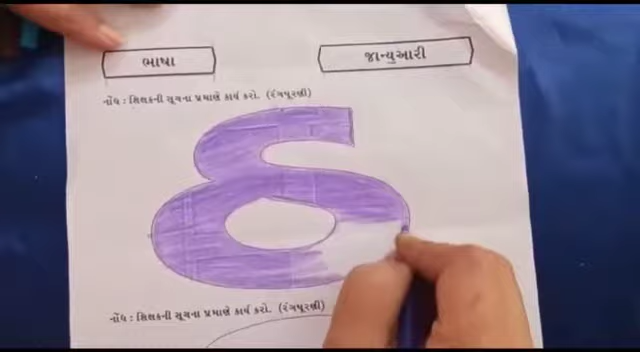 ભાષા
જાન્યુઆરી
નોંધ : શિક્ષકની સૂચના પ્રમાણે કાર્ય કરો. (રંગપૂરણી)
ઠ
નોંધ : શિક્ષકની સૂચના પ્રમાણે કાર્ય કરો. (રંગપૂરણી)